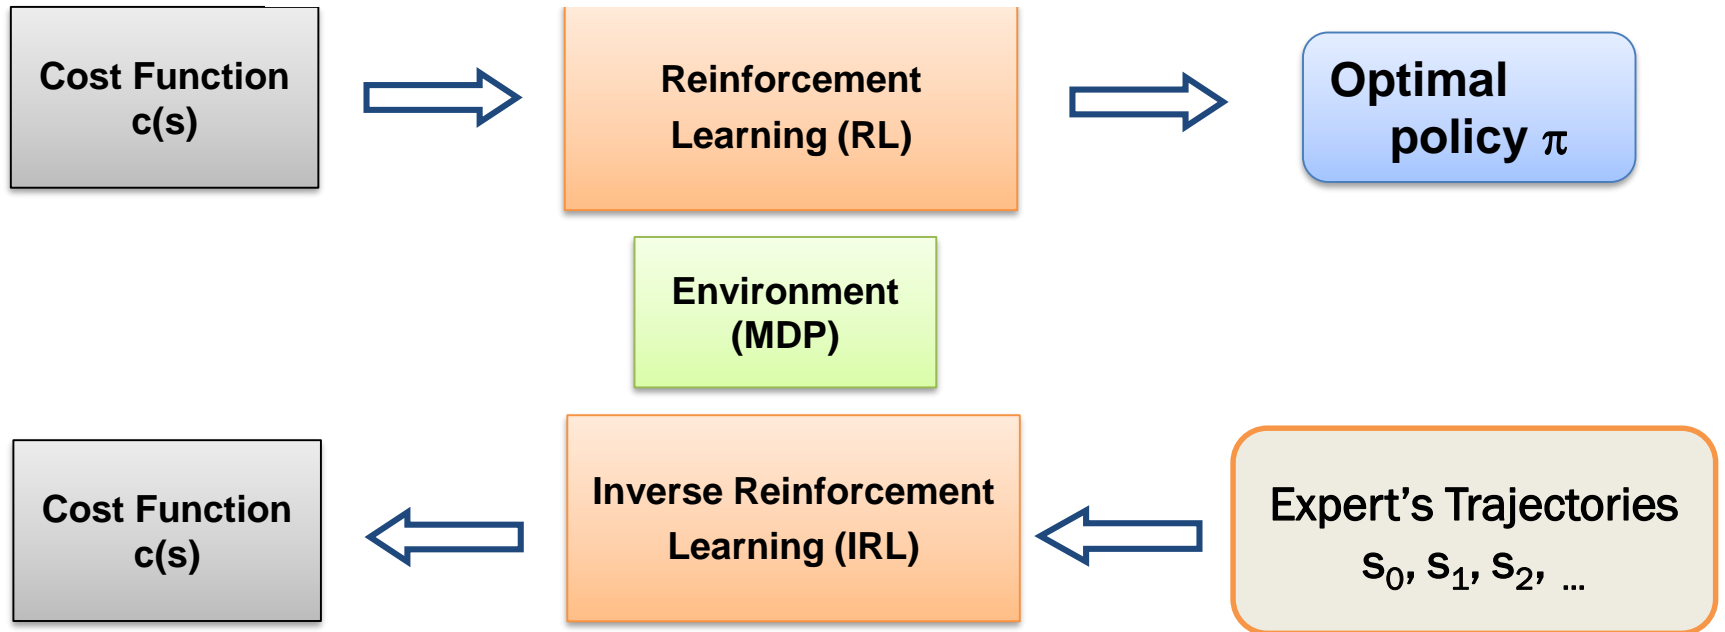 Cost Function
c(s)
Reinforcement
Learning (RL)
Optimal
policy π
Environment
(MDP)
Cost Function
c(s)
Inverse Reinforcement
Learning (IRL)
Expert’s Trajectories
s₀, s₁, s₂, ...